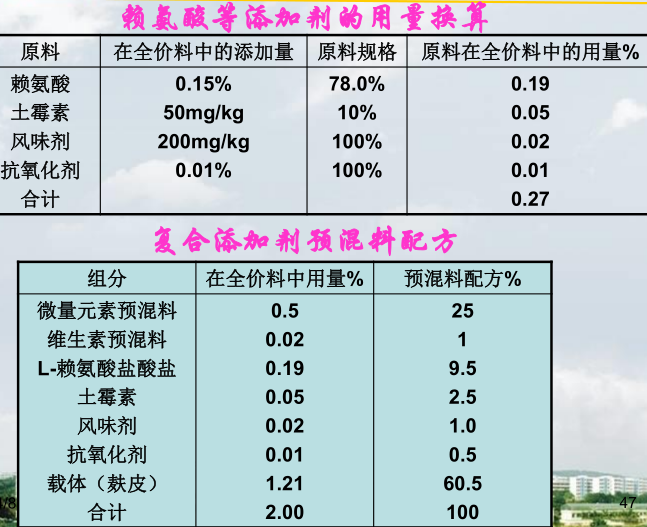 赖氨酸等添加剂的用量换算
原料 在全价料中的添加量 原料规格 原料在全价料中的用量%
赖氨酸 0.15% 78.0% 0.19
土霉素 50mg/kg 10% 0.05
风味剂 200mg/kg 100% 0.02
抗氧化剂 0.01% 100% 0.01
合计 0.27
复合添加剂预混料配方
组分 在全价料中用量% 预混料配方%
微量元素预混料 0.5 25
维生素预混料 0.02 1
L-赖氨酸盐酸盐 0.19 9.5
土霉素 0.05 2.5
风味剂 0.02 1.0
抗氧化剂 0.01 0.5
载体（麸皮） 1.21 60.5
合计 2.00 100
47